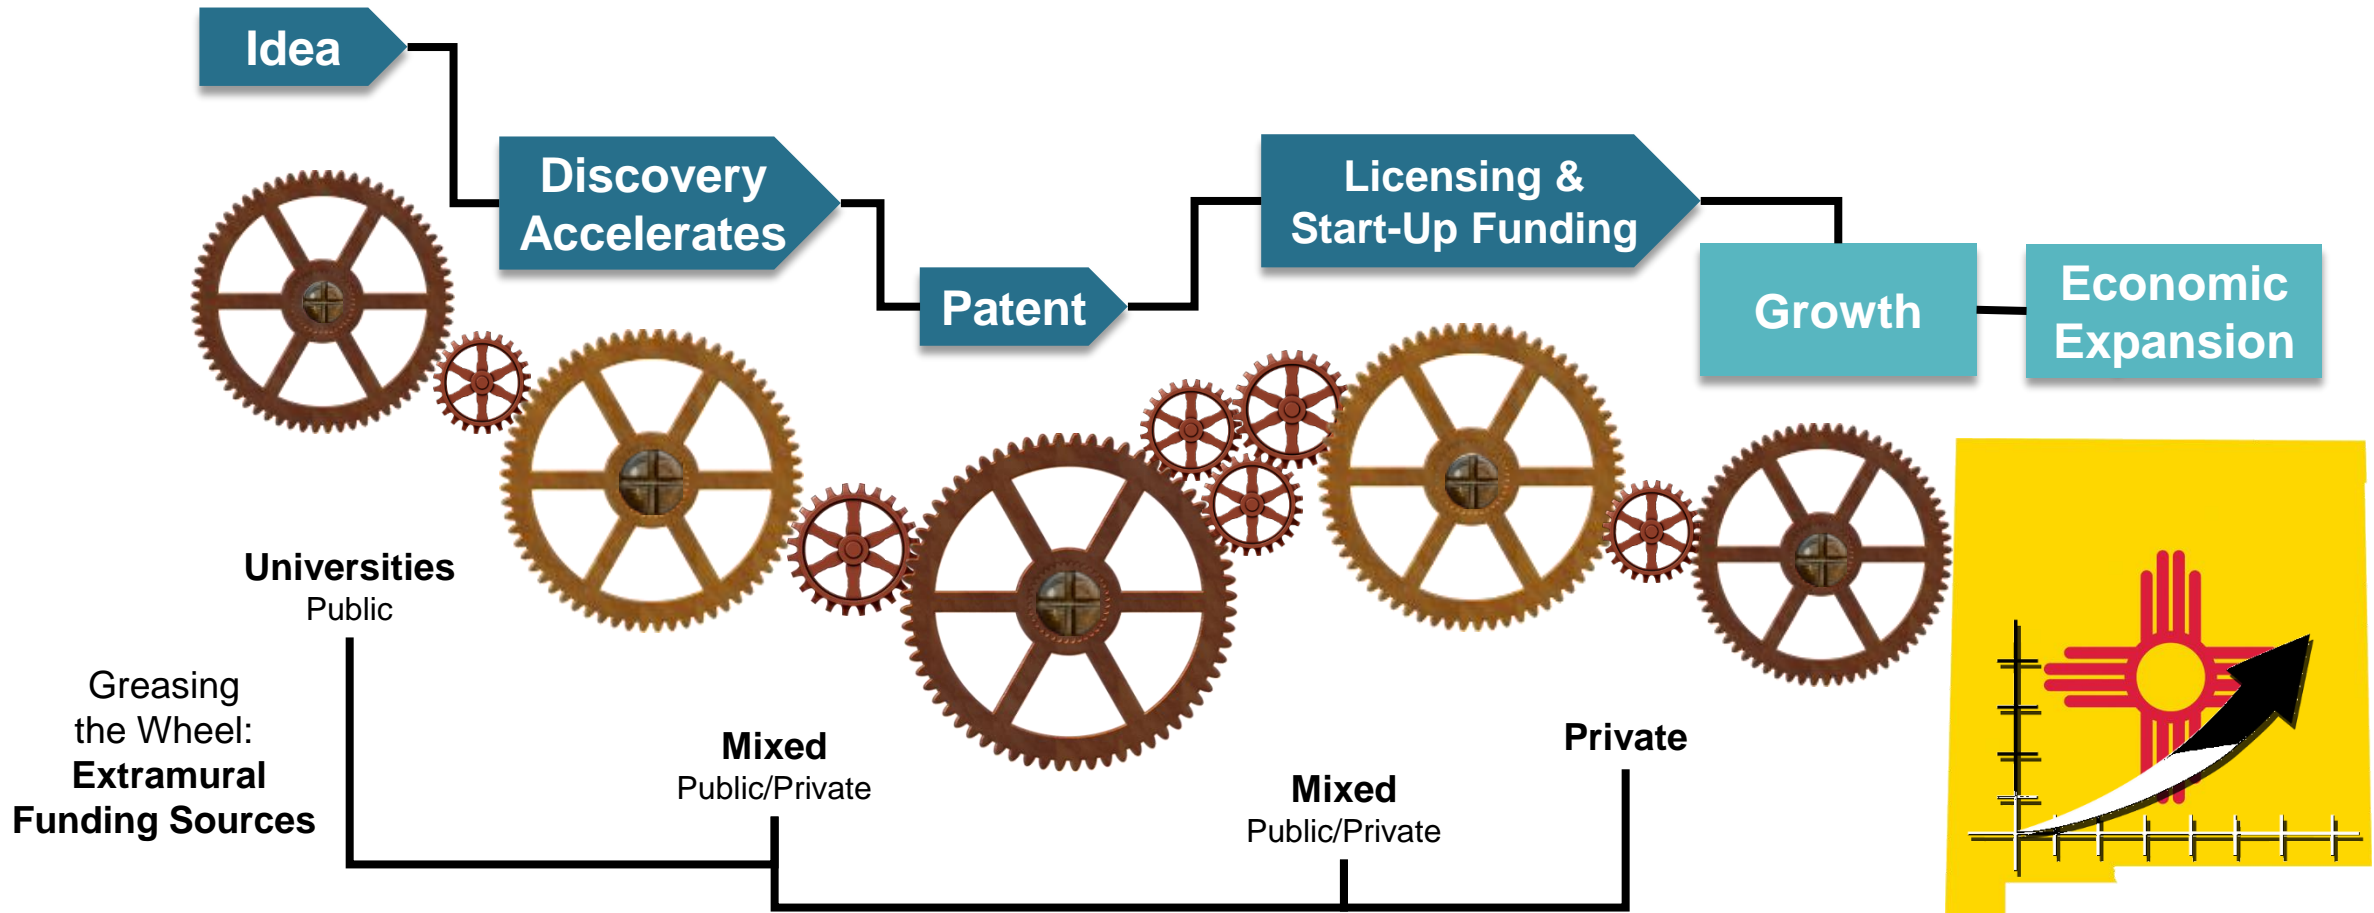 Idea
Discovery
Accelerates
Patent
Licensing &
Start-Up Funding
Growth
Economic
Expansion
Universities
Public
Greasing
the Wheel:
Extramural
Funding Sources
Mixed
Public/Private
Mixed
Public/Private
Private